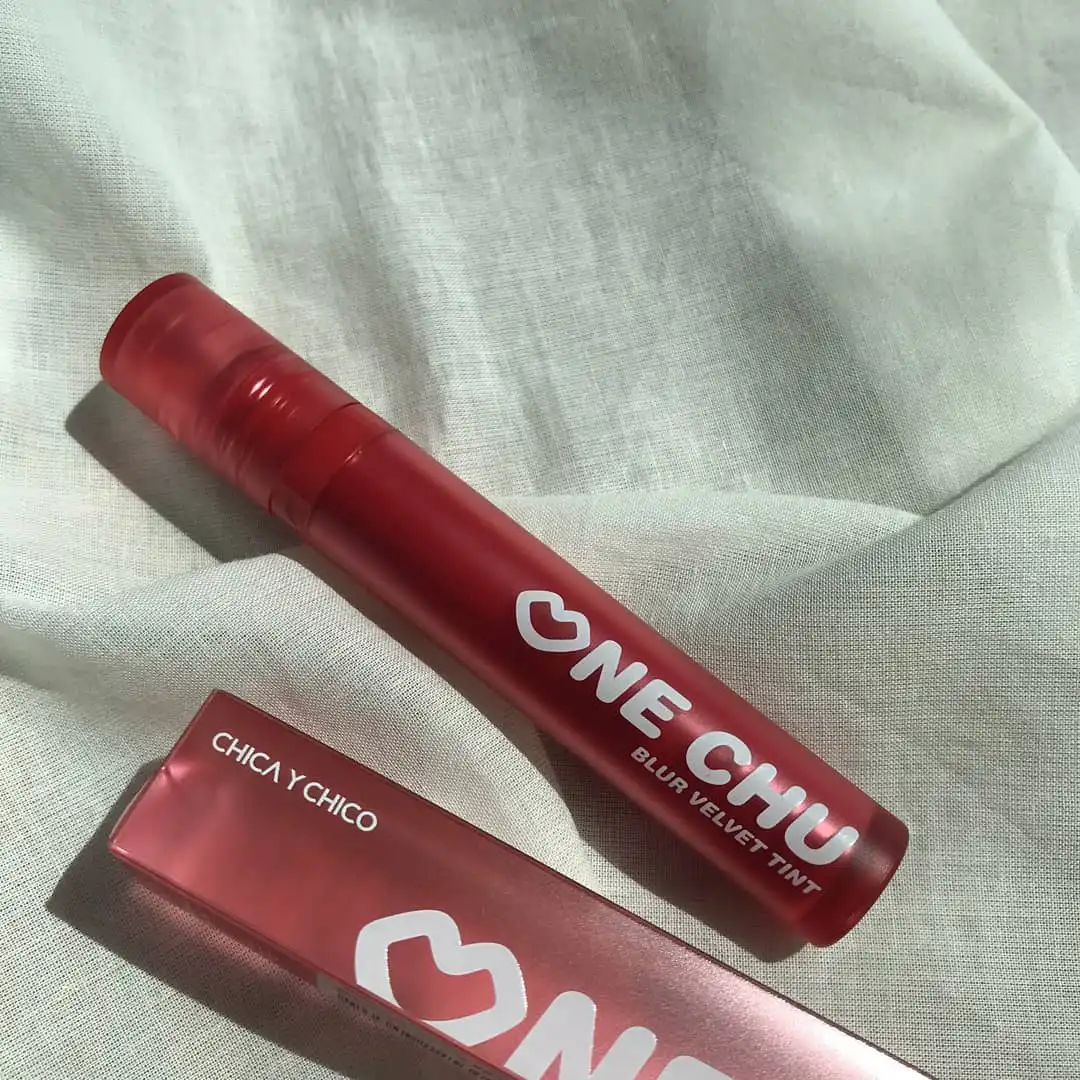 ONE CHU
BLUR VELVET TINT
CHICA Y CHICO
ONE